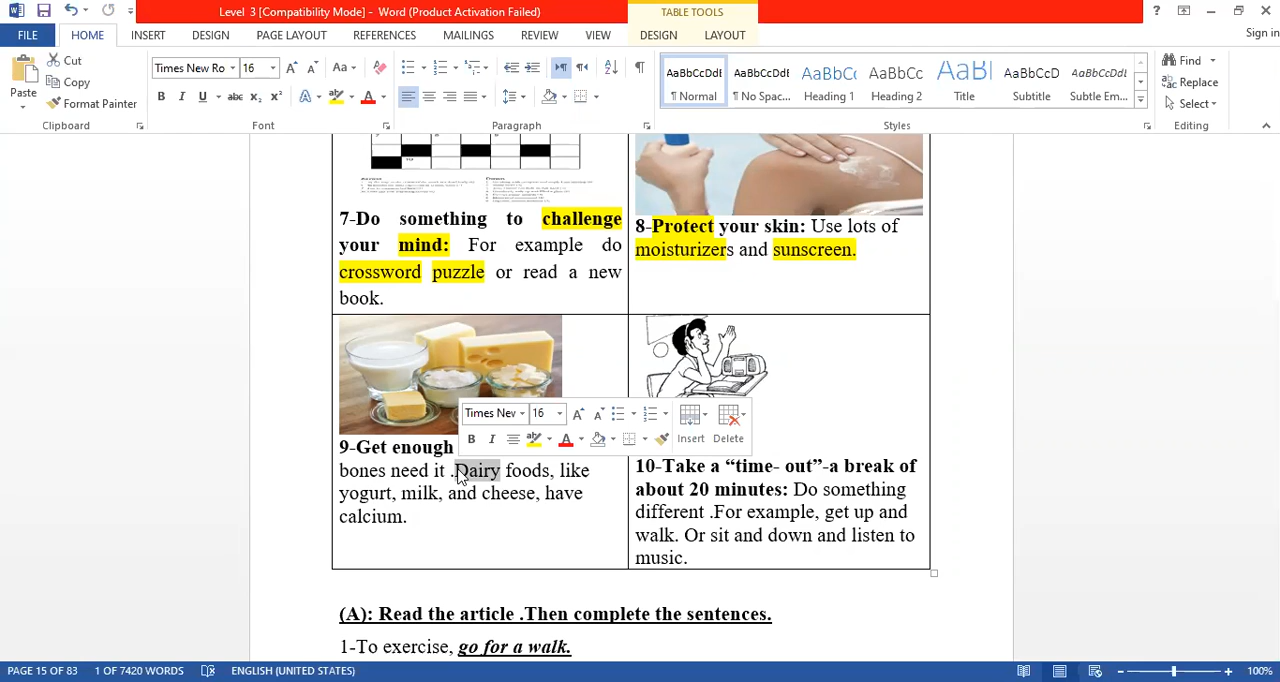 Level 3 [Compatibility Mode] - Word (Product Activation Failed)
TABLE TOOLS
FILE HOME INSERT DESIGN PAGE LAYOUT REFERENCES MAILINGS REVIEW VIEW DESIGN LAYOUT
Sign in
Cut
Copy
Format Painter
Paste
Times New Ro 16
AaBbCcDdE AaBbCcDdE AaBbCc AaBbCc AaBl AaBbCcD AaBbCcDd
¶ Normal ¶ No Spac... Heading 1 Heading 2 Title Subtitle Subtle Em...
Find
Replace
Select
Clipboard Font Paragraph Styles Editing
7-Do something to challenge
your mind: For example do
crossword puzzle or read a new
book.
8-Protect your skin: Use lots of
moisturizers and sunscreen.
Times Nev 16
Insert Delete
9-Get enough
bones need it .Dairy foods, like
yogurt, milk, and cheese, have
calcium.
10-Take a “time- out”-a break of
about 20 minutes: Do something
different .For example, get up and
walk. Or sit and down and listen to
music.
(A): Read the article .Then complete the sentences.
1-To exercise, go for a walk.
PAGE 15 OF 83 1 OF 7420 WORDS ENGLISH (UNITED STATES) 100%